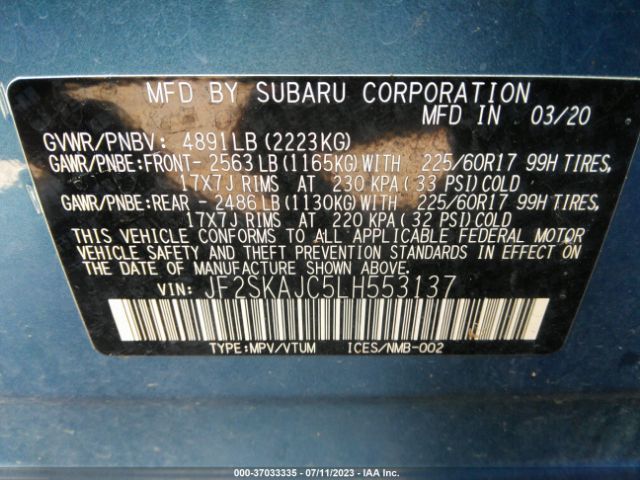 MFD BY SUBARU CORPORATION
MFD IN 03/20
GVWR/PNBV: 4891LB (2223KG)
GAWR/PNBE:FRONT- 2563 LB (1165KG) WITH 225/60R17 99H TIRES,
17X7J RIMS AT 230 KPA (33 PSI) COLD
GAWR/PNBE:REAR - 2486 LB (1130KG) WITH 225/60R17 99H TIRES,
17X7J RIMS AT 220 KPA (32 PSI) COLD
THIS VEHICLE CONFORMS TO ALL APPLICABLE FEDERAL MOTOR
VEHICLE SAFETY AND THEFT PREVENTION STANDARDS IN EFFECT
ON THE DATE OF MANUFACTURE SHOWN ABOVE.
VIN: JF2SKAJC5LH553137
TYPE:MPV/VTUM ICES/NMB-002
000-37033335 - 07/11/2023 - © IAA Inc.